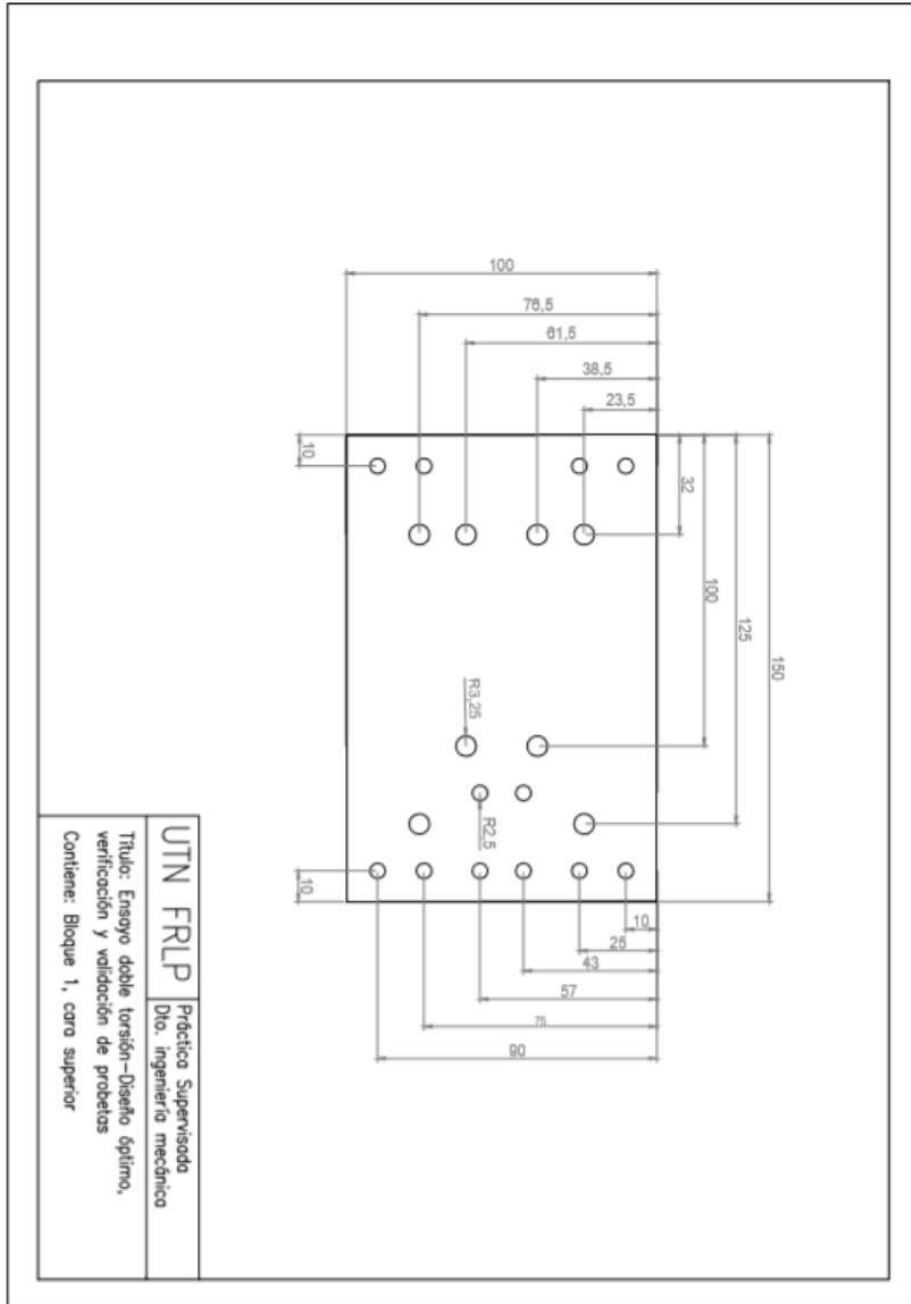 100
76,5
61,5
38,5
23,5
10
32
100
125
150
R3,25
R2,5
10
10
25
43
57
75
90
UTN FRLP
Práctica Supervisada
Dto. ingeniería mecánica
Título: Ensayo doble torsión-Diseño óptimo,
verificación y validación de probetas
Contiene: Bloque 1, cara superior